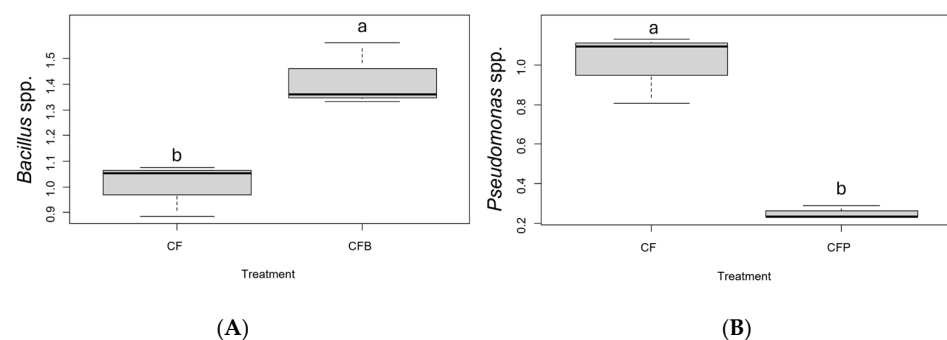 Bacillus spp.
1.5
1.4
1.3
1.2
1.1
1.0
0.9
b
a
CF
CFB
Treatment
(A)
Pseudomonas spp.
1.0
0.8
0.6
0.4
0.2
a
b
CF
CFP
Treatment
(B)